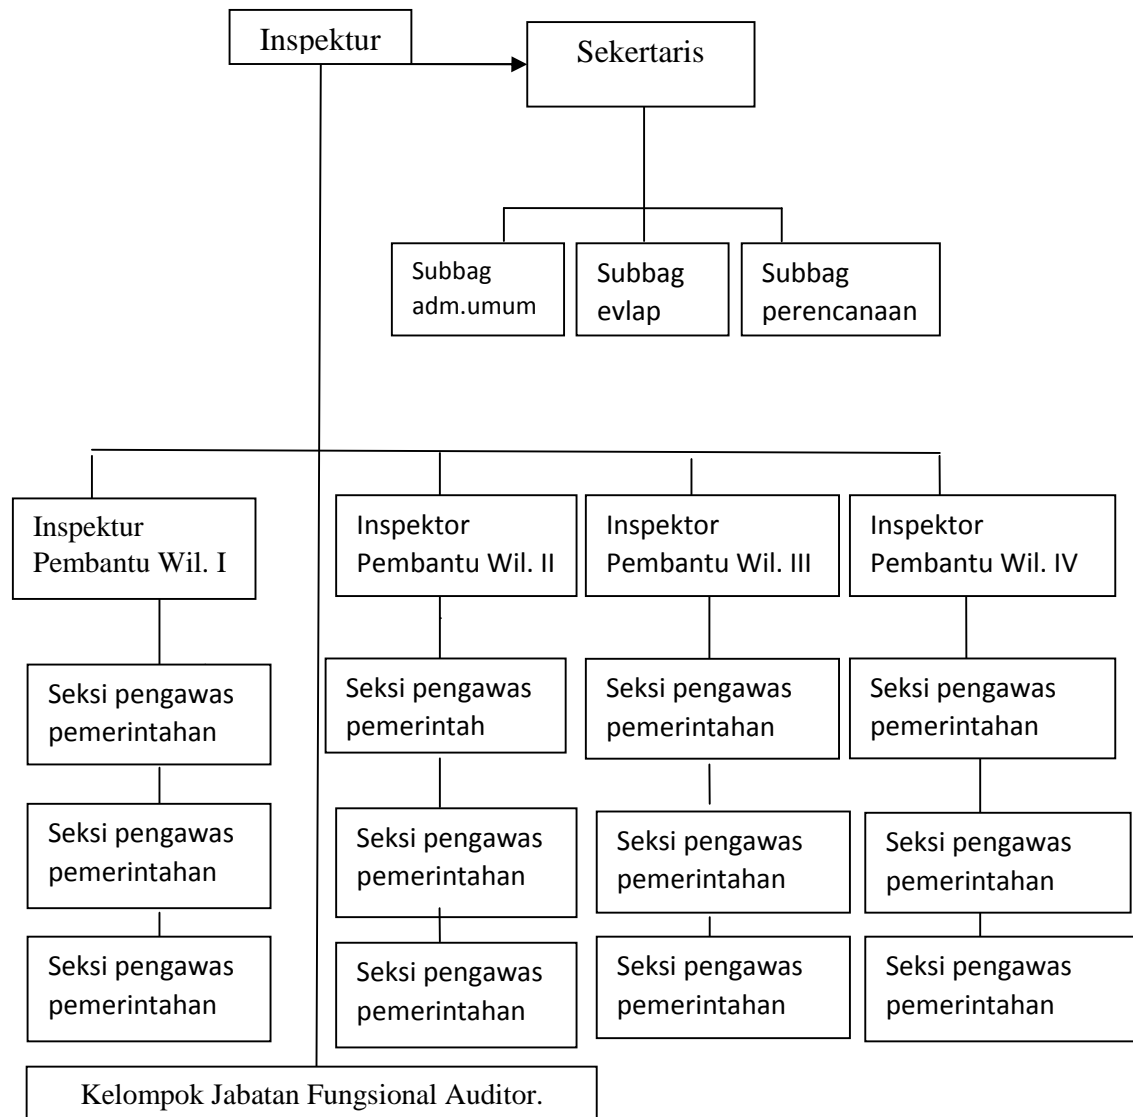 Inspektur
Sekertaris
Subbag
adm.umum
Subbag
evlap
Subbag
perencanaan
Inspektur
Pembantu Wil. I
Inspektor
Pembantu Wil. II
Inspektor
Pembantu Wil. III
Inspektor
Pembantu Wil. IV
Seksi pengawas
pemerintahan
Seksi pengawas
pemerintah
Seksi pengawas
pemerintahan
Seksi pengawas
pemerintahan
Seksi pengawas
pemerintahan
Seksi pengawas
pemerintahan
Seksi pengawas
pemerintahan
Seksi pengawas
pemerintahan
Seksi pengawas
pemerintahan
Seksi pengawas
pemerintahan
Seksi pengawas
pemerintahan
Seksi pengawas
pemerintahan
Kelompok Jabatan Fungsional Auditor.